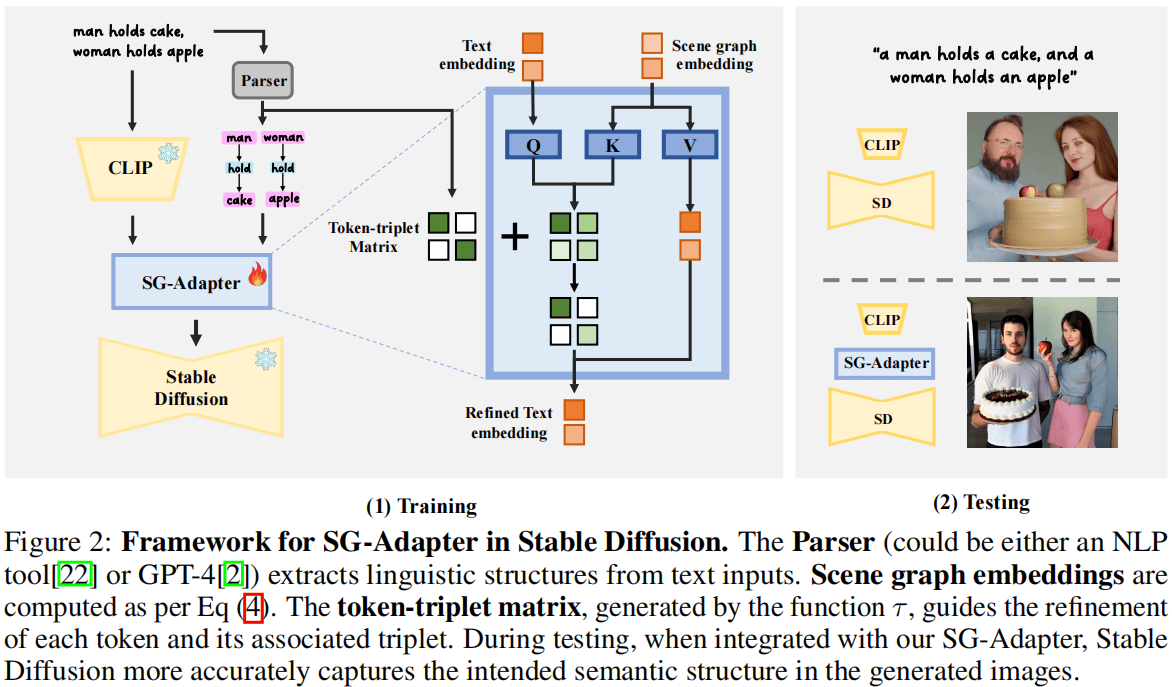 man holds cake,
woman holds apple
Parser
CLIP
man woman
hold hold
cake apple
SG-Adapter
Stable
Diffusion
Token-triplet
Matrix
Text
embedding
Scene graph
embedding
Q K V
+
Refined Text
embedding
(1) Training
"a man holds a cake, and a
woman holds an apple"
CLIP
SD
CLIP
SG-Adapter
SD
(2) Testing
Figure 2: Framework for SG-Adapter in Stable Diffusion. The Parser (could be either an NLP
tool[22] or GPT-4[2]) extracts linguistic structures from text inputs. Scene graph embeddings are
computed as per Eq (4). The token-triplet matrix, generated by the function τ, guides the refinement
of each token and its associated triplet. During testing, when integrated with our SG-Adapter, Stable
Diffusion more accurately captures the intended semantic structure in the generated images.